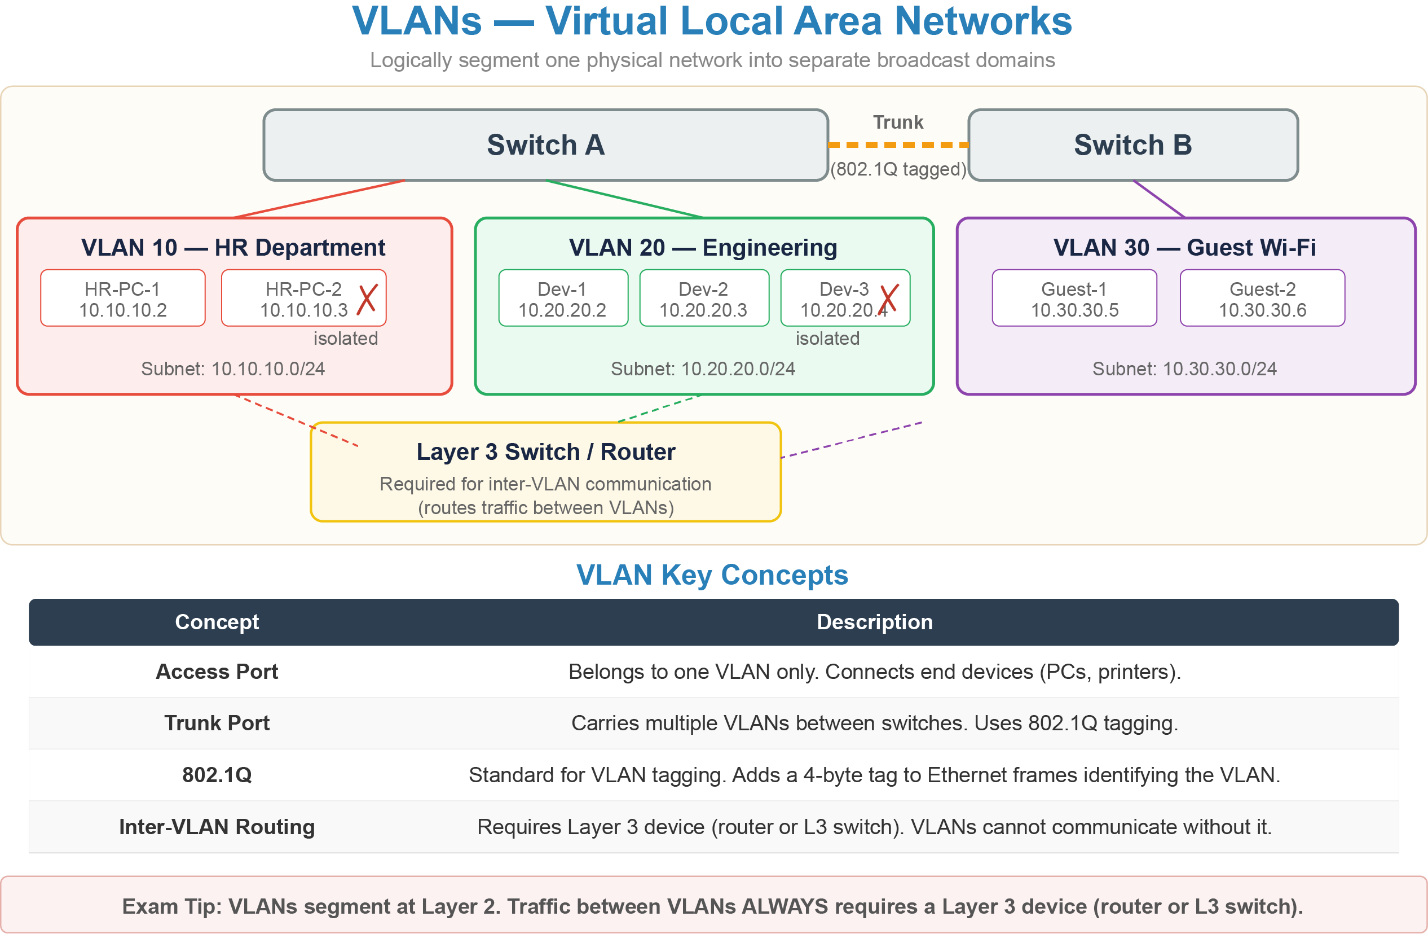 VLANs — Virtual Local Area Networks
Logically segment one physical network into separate broadcast domains
Switch A
Trunk
(802.1Q tagged)
Switch B
VLAN 10 — HR Department
HR-PC-1
10.10.10.2
HR-PC-2
10.10.10.3
isolated
Subnet: 10.10.10.0/24
VLAN 20 — Engineering
Dev-1
10.20.20.2
Dev-2
10.20.20.3
Dev-3
10.20.20.4
isolated
Subnet: 10.20.20.0/24
VLAN 30 — Guest Wi-Fi
Guest-1
10.30.30.5
Guest-2
10.30.30.6
Subnet: 10.30.30.0/24
Layer 3 Switch / Router
Required for inter-VLAN communication
(routes traffic between VLANs)
VLAN Key Concepts
Concept Description
Access Port Belongs to one VLAN only. Connects end devices (PCs, printers).
Trunk Port Carries multiple VLANs between switches. Uses 802.1Q tagging.
802.1Q Standard for VLAN tagging. Adds a 4-byte tag to Ethernet frames identifying the VLAN.
Inter-VLAN Routing Requires Layer 3 device (router or L3 switch). VLANs cannot communicate without it.
Exam Tip: VLANs segment at Layer 2. Traffic between VLANs ALWAYS requires a Layer 3 device (router or L3 switch).